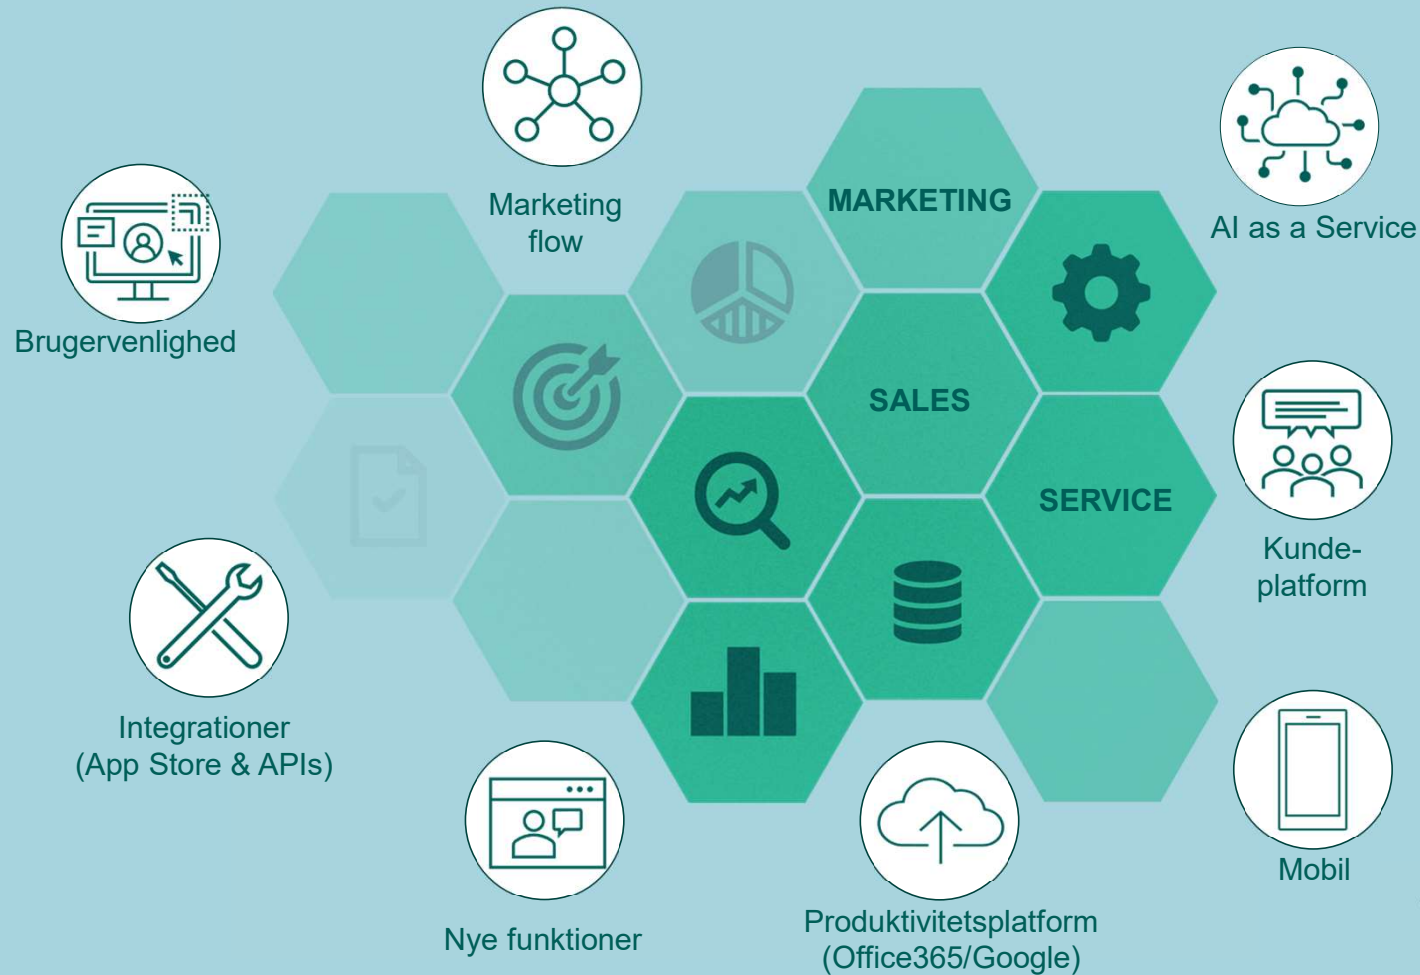 Marketing
flow
MARKETING
AI as a Service
Brugervenlighed
SALES
SERVICE
Kunde-
platform
Integrationer
(App Store & APIs)
Nye funktioner
Produktivitetsplatform
(Office365/Google)
Mobil